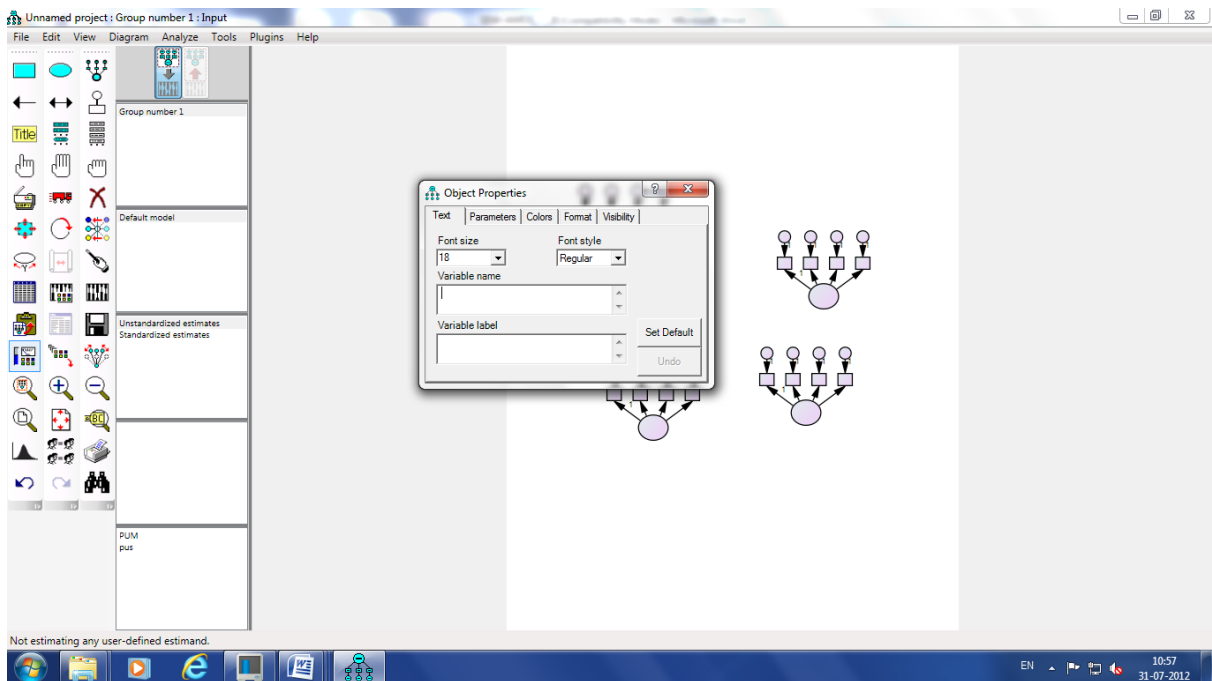 Unnamed project : Group number 1 : Input
File Edit View Diagram Analyze Tools Plugins Help
Title
Group number 1
Default model
Unstandardized estimates
Standardized estimates
PUM
pus
Object Properties
Text Parameters Colors Format Visibility
Font size Font style
18 Regular
Variable name
Variable label
Set Default
Undo
1
1
1
Not estimating any user-defined estimand.
EN 10:57
31-07-2012